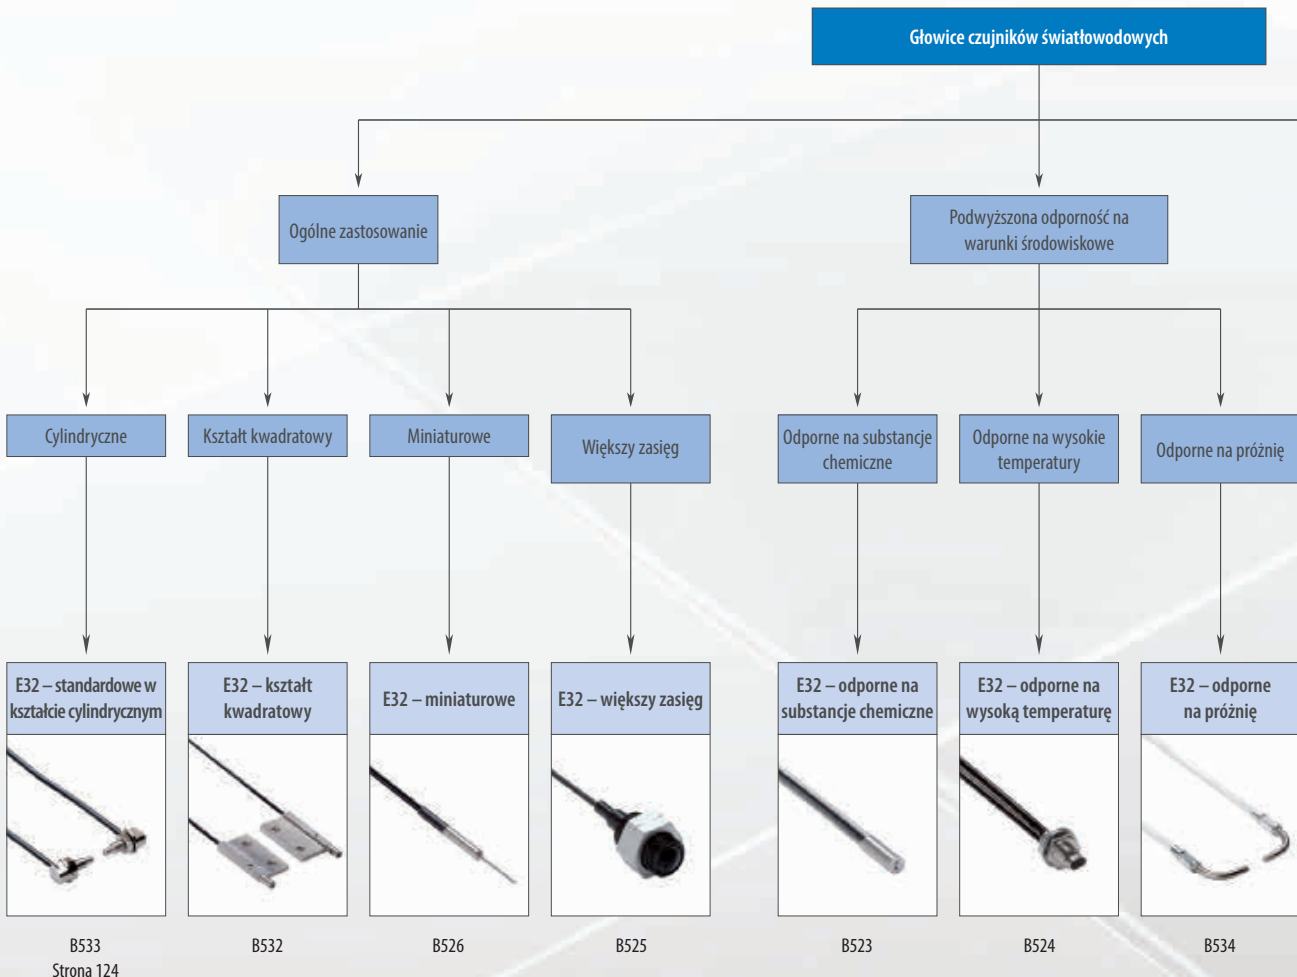 Głowice czujników światłowodowych
Ogólne zastosowanie
Podwyższona odporność na
warunki środowiskowe
Cylindryczne
Kształt kwadratowy
Miniaturowe
Większy zasięg
Odporne na substancje
chemiczne
Odporne na wysokie
temperatury
Odporne na próżnię
E32 – standardowe w
kształcie cylindrycznym
E32 – kształt
kwadratowy
E32 – miniaturowe
E32 – większy zasięg
E32 – odporne na
substancje chemiczne
E32 – odporne na
wysoką temperaturę
E32 – odporne
na próżnię
B533
Strona 124
B532
B526
B525
B523
B524
B534